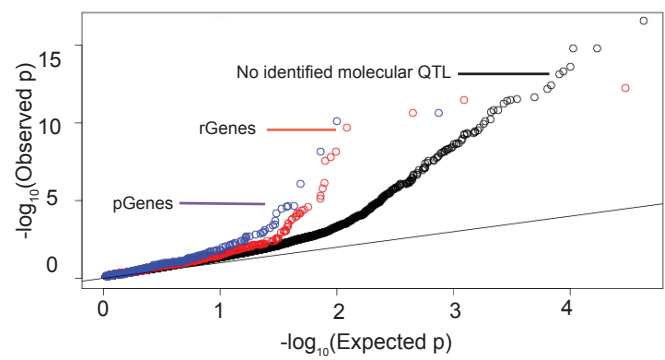 15
No identified molecular QTL
10
rGenes
5
pGenes
0
-log10(Observed p)
0 1 2 3 4
-log10(Expected p)